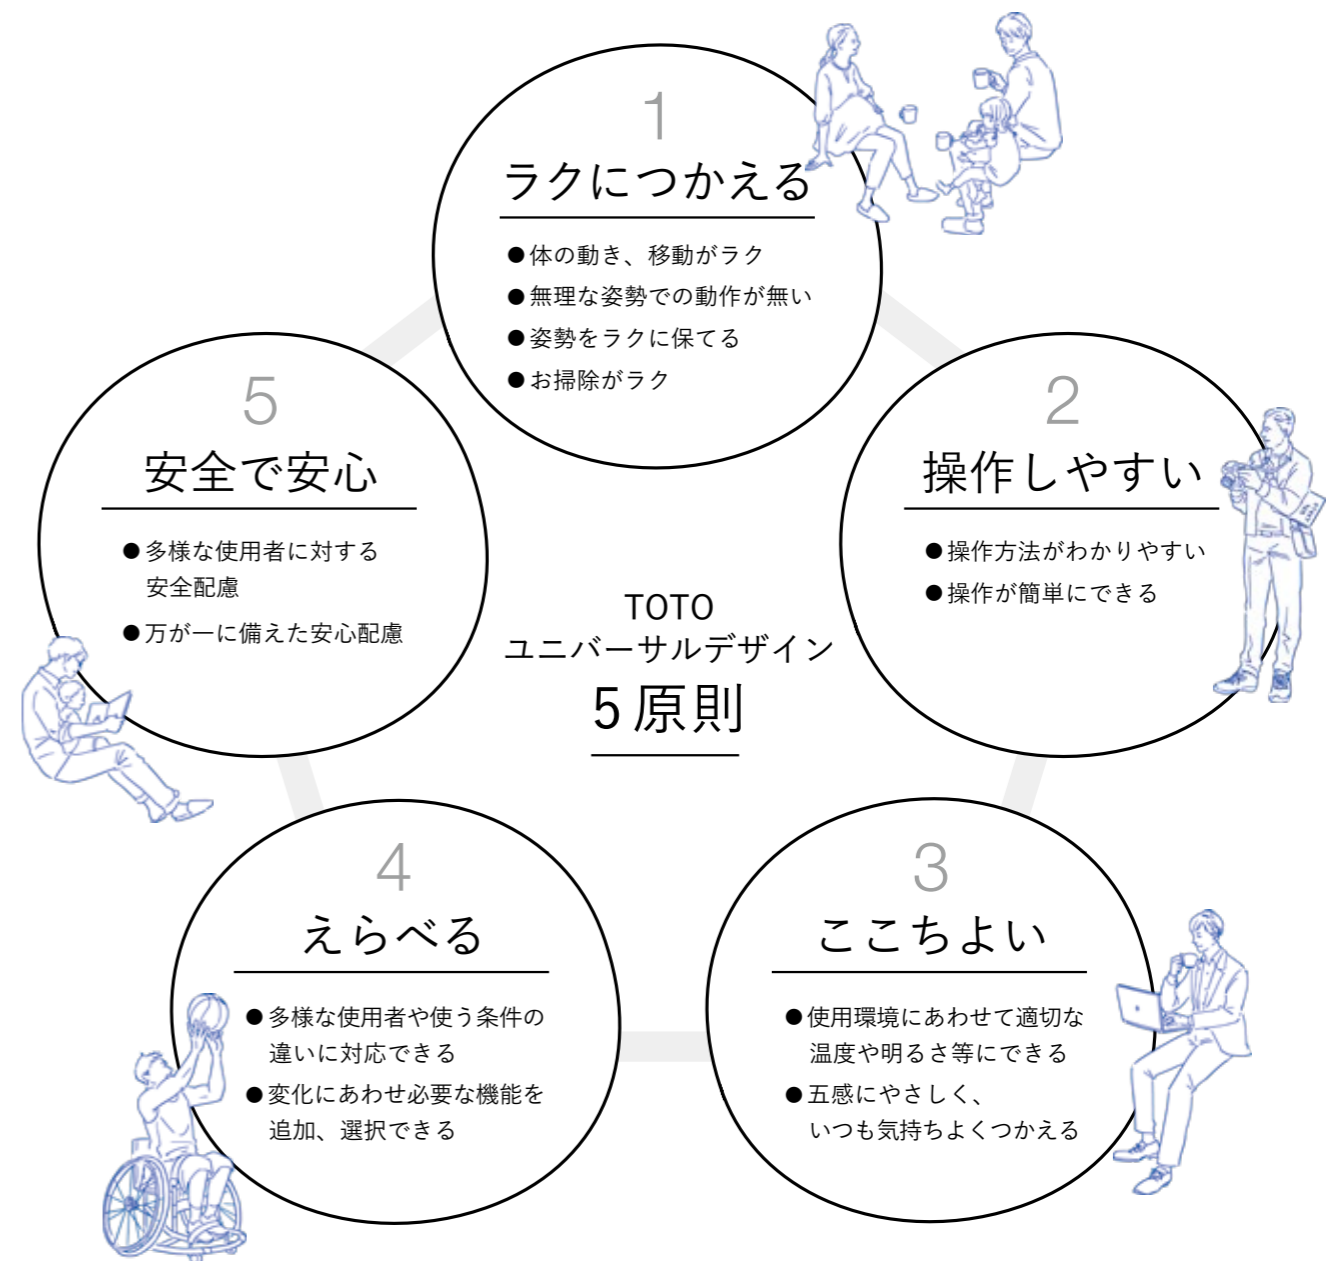 1
ラクにつかえる
●体の動き、移動がラク
●無理な姿勢での動作が無い
●姿勢をラクに保てる
●お掃除がラク
2
操作しやすい
●操作方法がわかりやすい
●操作が簡単にできる
3
ここちよい
●使用環境にあわせて適切な
温度や明るさ等にできる
●五感にやさしく、
いつも気持ちよくつかえる
4
えらべる
●多様な使用者や使う条件の
違いに対応できる
●変化にあわせ必要な機能を
追加、選択できる
5
安全で安心
●多様な使用者に対する
安全配慮
●万が一に備えた安心配慮
TOTO
ユニバーサルデザイン
5原則